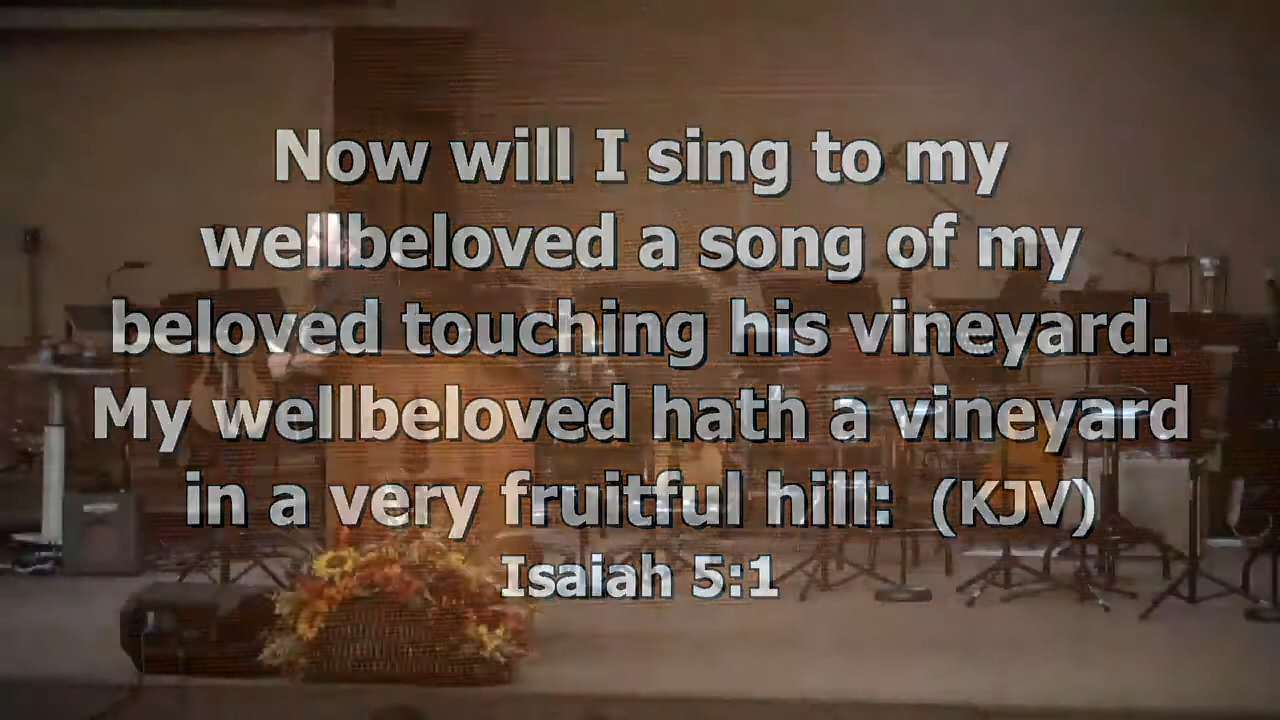 Now will I sing to my
wellbeloved a song of my
beloved touching his vineyard.
My wellbeloved hath a vineyard
in a very fruitful hill:  (KJV)
Isaiah 5:1